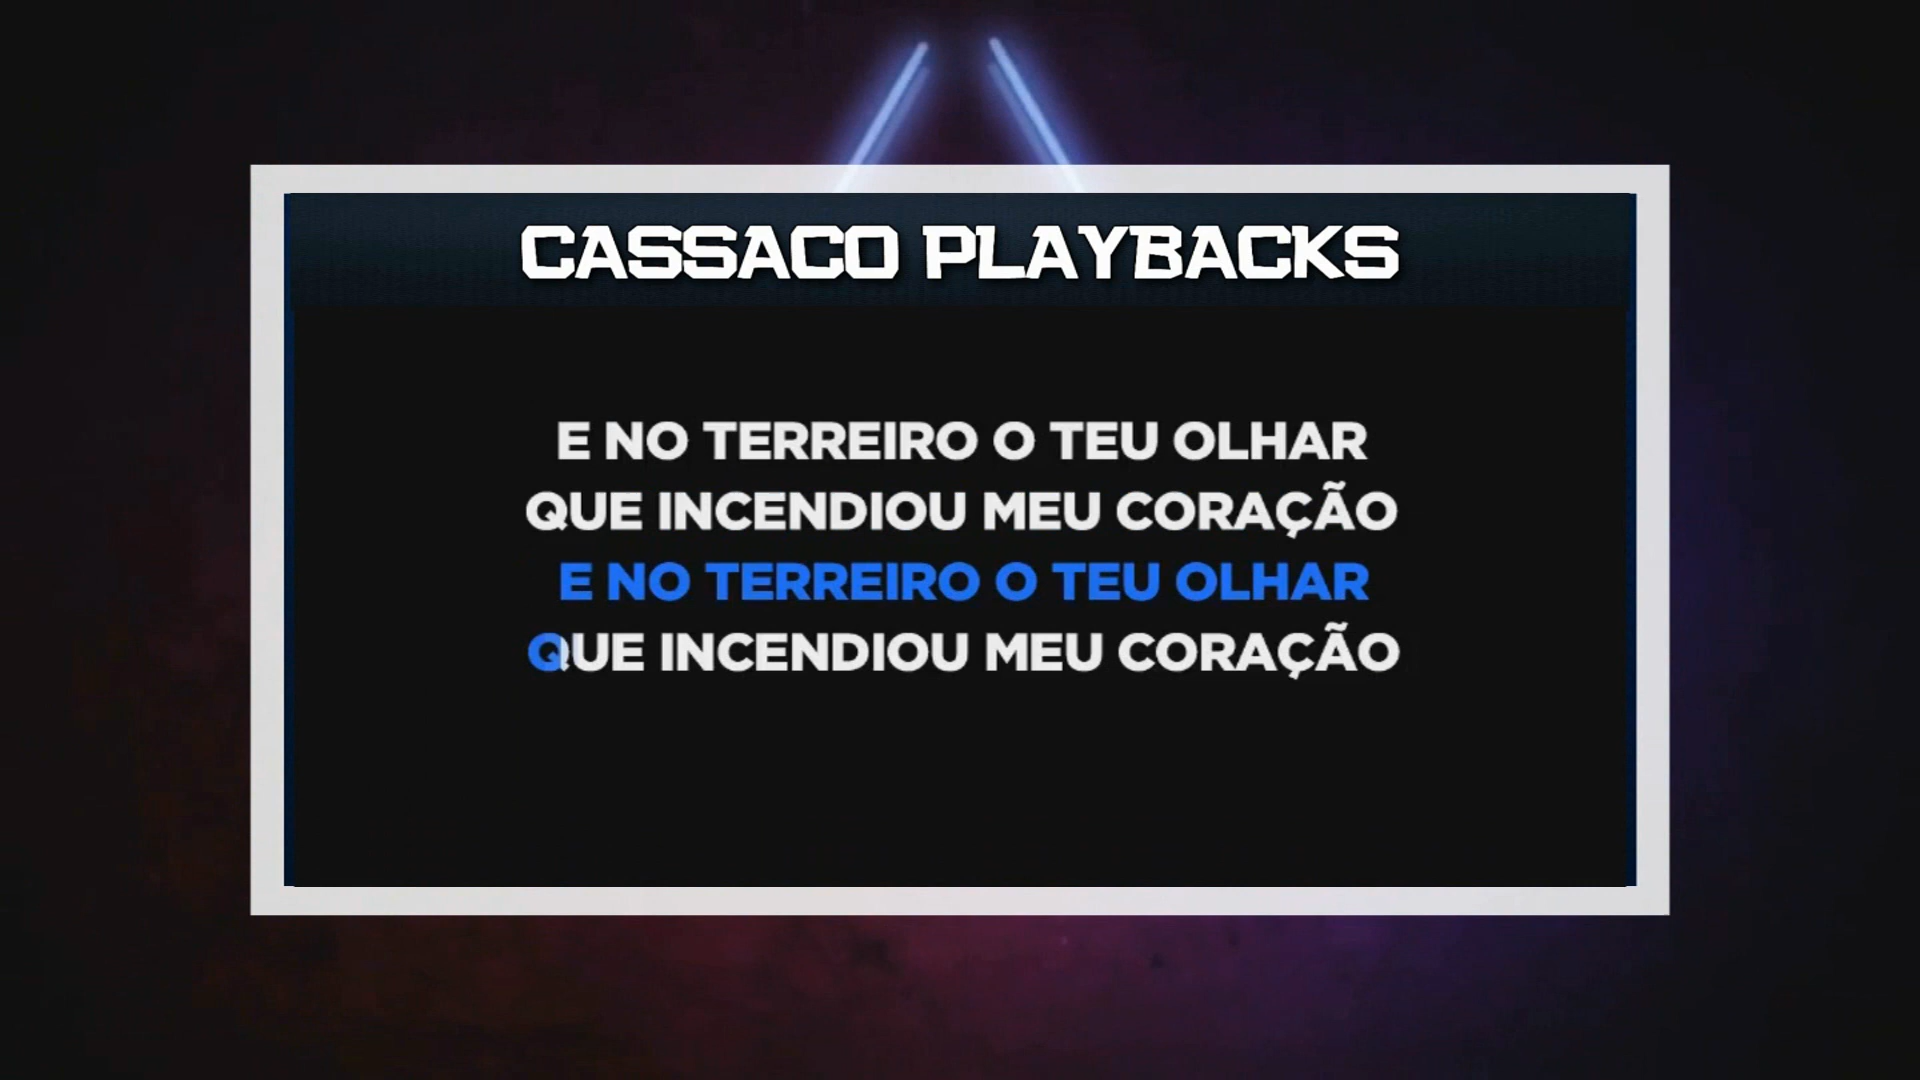 CASSACO PLAYBACKS
E NO TERREIRO O TEU OLHAR
QUE INCENDIOU MEU CORAÇÃO
E NO TERREIRO O TEU OLHAR
QUE INCENDIOU MEU CORAÇÃO